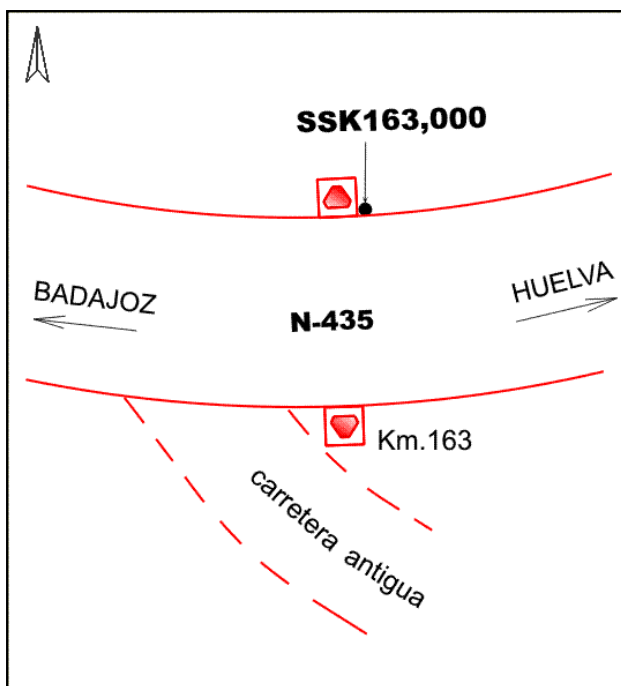 SSK163,000
BADAJOZ
HUELVA
N-435
Km.163
carretera antigua